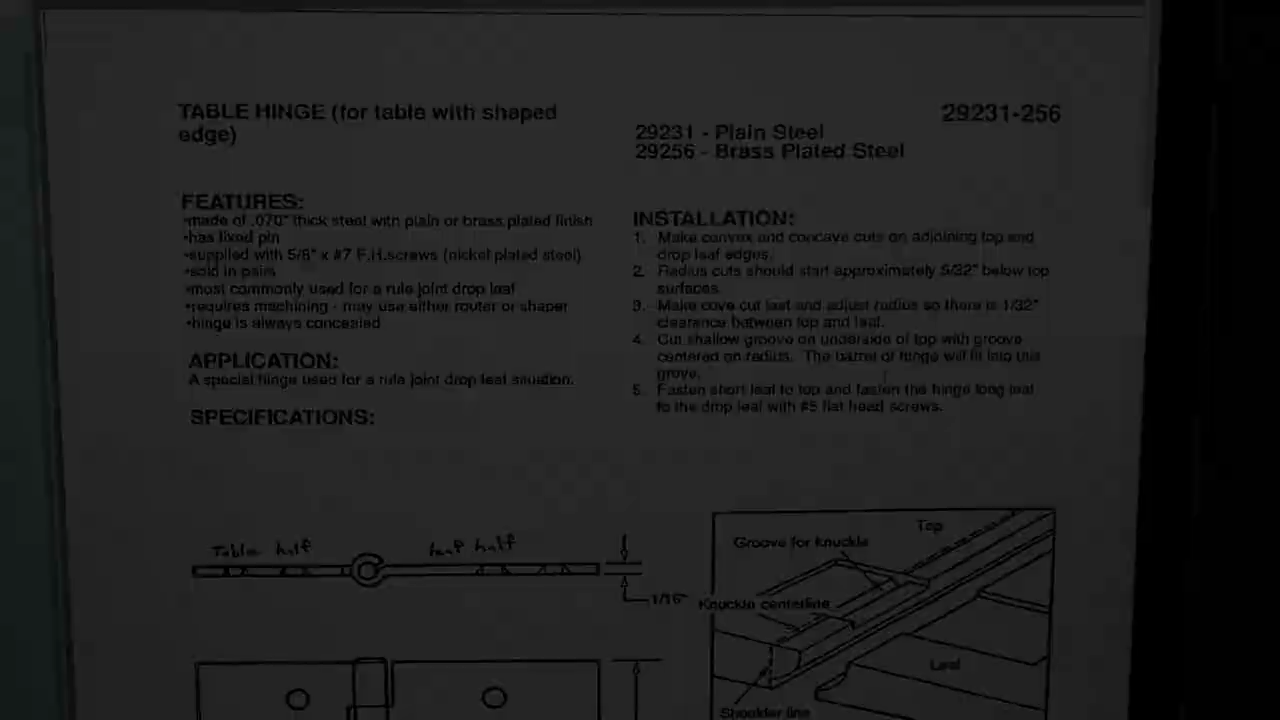 TABLE HINGE (for table with shaped
edge)
29231-256
29231 - Plain Steel
29256 - Brass Plated Steel
FEATURES:
•made of .070" thick steel with plain or brass plated finish
•has fixed pin
•supplied with 5/8" x #7 F.H.screws (nickel plated steel)
•sold in pairs
•most commonly used for a rule joint drop leaf
•requires machining - may use either router or shaper
•hinge is always concealed
APPLICATION:
A special hinge used for a rule joint drop leaf situation.
SPECIFICATIONS:
INSTALLATION:
1. Make convex and concave cuts on adjoining top and
drop leaf edges.
2. Radius cuts should start approximately 5/32" below top
surfaces.
3. Make cove cut last and adjust radius so there is 1/32"
clearance between top and leaf.
4. Cut shallow groove on underside of top with groove
centered on radius. The barrel of hinge will fit into this
grove.
5. Fasten short leaf to top and fasten the hinge long leaf
to the drop leaf with #5 flat head screws.
Table half
leaf half
1/16"
Top
Groove for knuckle
Knuckle centerline
Leaf
Shoulder line